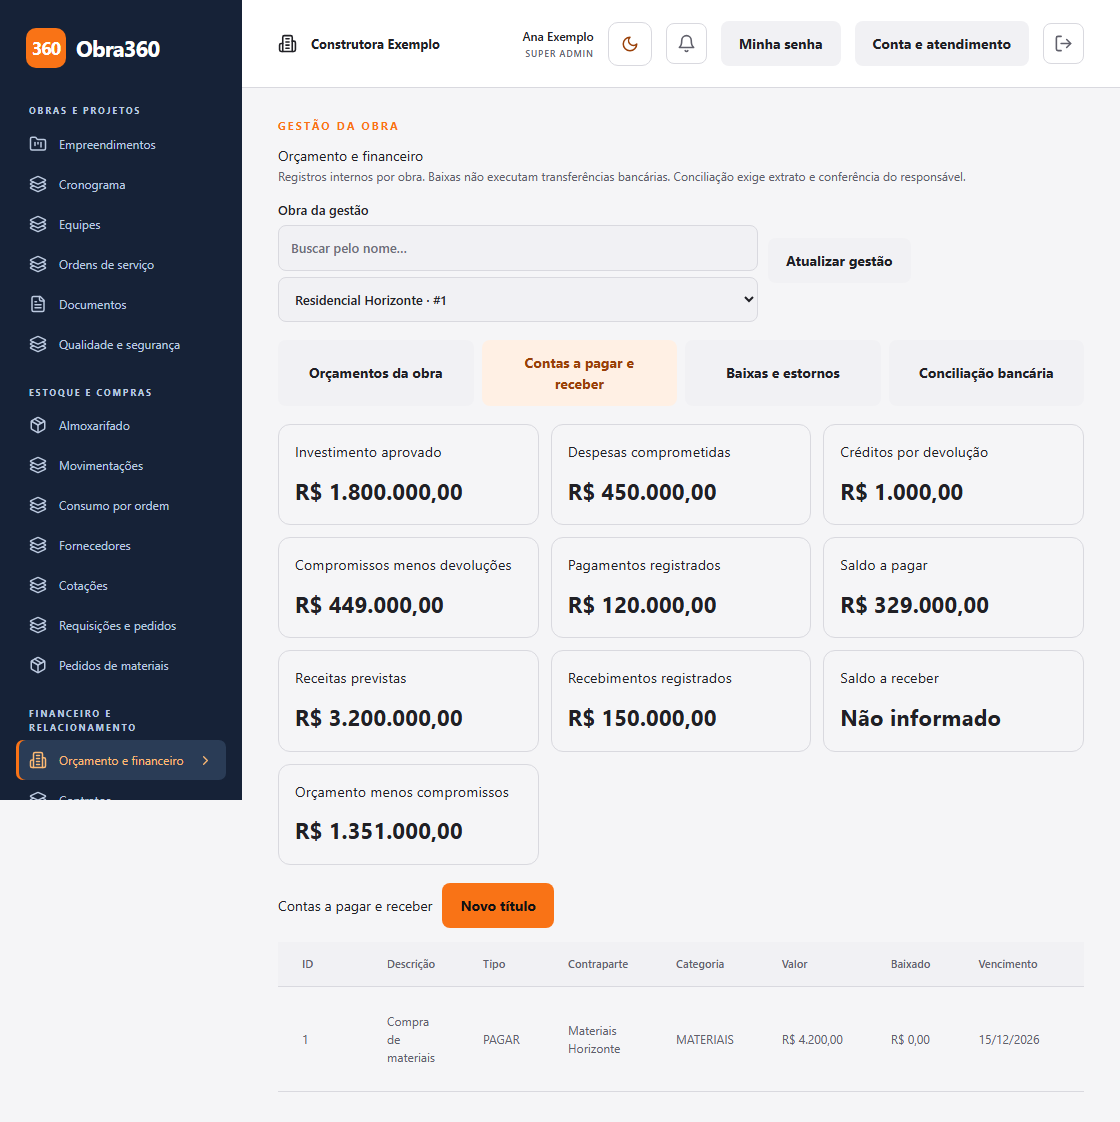 360 Obra360
OBRAS E PROJETOS
Empreendimentos
Cronograma
Equipes
Ordens de serviço
Documentos
Qualidade e segurança
ESTOQUE E COMPRAS
Almoxarifado
Movimentações
Consumo por ordem
Fornecedores
Cotações
Requisições e pedidos
Pedidos de materiais
FINANCEIRO E
RELACIONAMENTO
Orçamento e financeiro
Contratos
Construtora Exemplo
Ana Exemplo
SUPER ADMIN
Minha senha
Conta e atendimento
GESTÃO DA OBRA
Orçamento e financeiro
Registros internos por obra. Baixas não executam transferências bancárias. Conciliação exige extrato e conferência do responsável.
Obra da gestão
Buscar pelo nome...
Residencial Horizonte · #1
Atualizar gestão
Orçamentos da obra
Contas a pagar e
receber
Baixas e estornos
Conciliação bancária
Investimento aprovado
R$ 1.800.000,00
Despesas comprometidas
R$ 450.000,00
Créditos por devolução
R$ 1.000,00
Compromissos menos devoluções
R$ 449.000,00
Pagamentos registrados
R$ 120.000,00
Saldo a pagar
R$ 329.000,00
Receitas previstas
R$ 3.200.000,00
Recebimentos registrados
R$ 150.000,00
Saldo a receber
Não informado
Orçamento menos compromissos
R$ 1.351.000,00
Contas a pagar e receber
Novo título
ID Descrição Tipo Contraparte Categoria Valor Baixado Vencimento
1
Compra
de
materiais
PAGAR
Materiais
Horizonte
MATERIAIS
R$ 4.200,00
R$ 0,00
15/12/2026